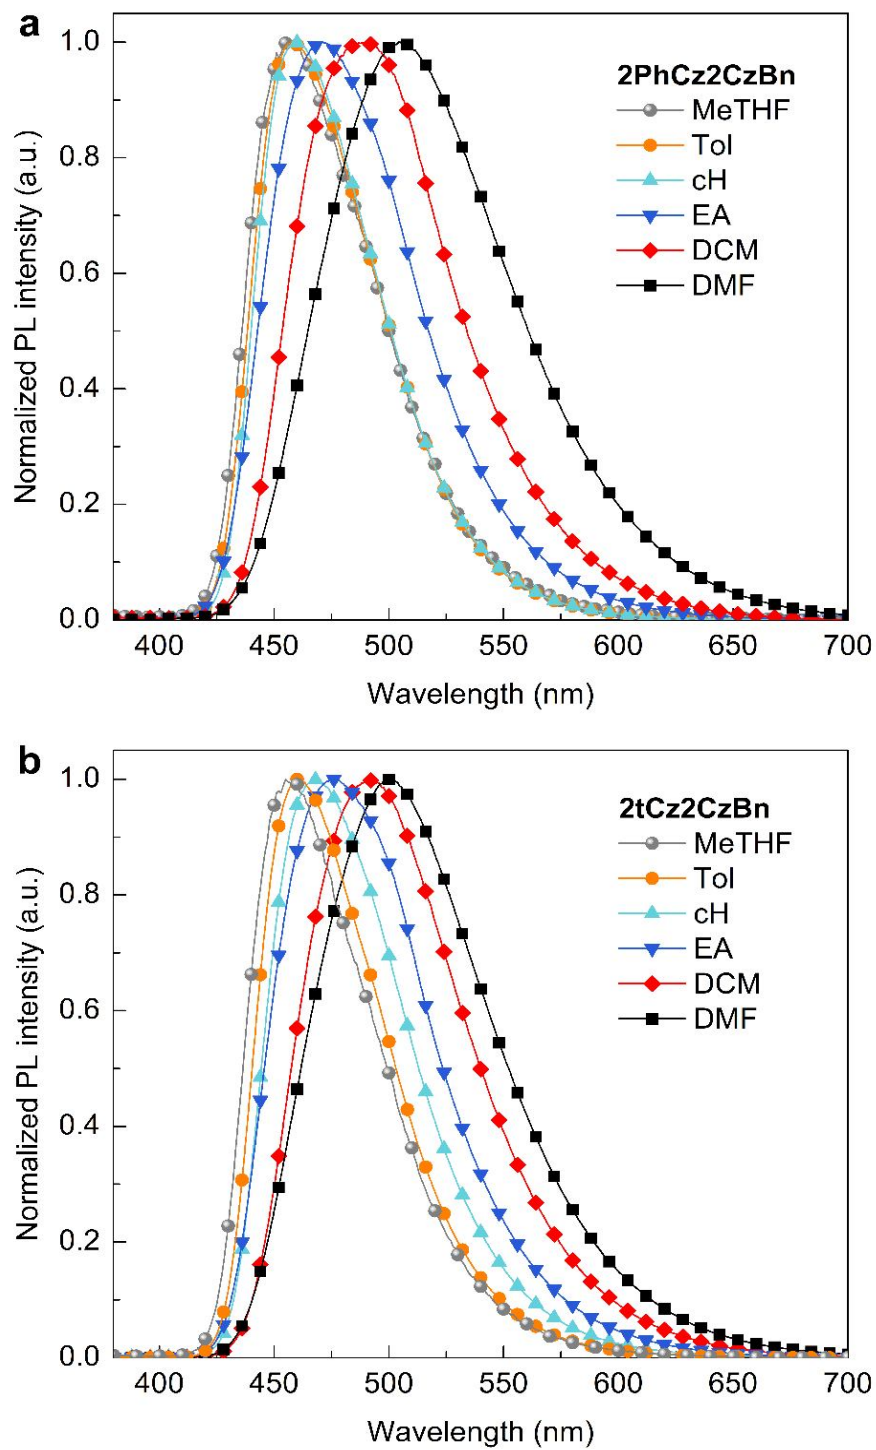 a
Normalized PL intensity (a.u.)
1.0
0.8
0.6
0.4
0.2
0.0
2PhCz2CzBn
MeTHF
Tol
cH
EA
DCM
DMF
400 450 500 550 600 650 700
Wavelength (nm)
b
Normalized PL intensity (a.u.)
1.0
0.8
0.6
0.4
0.2
0.0
2tCz2CzBn
MeTHF
Tol
cH
EA
DCM
DMF
400 450 500 550 600 650 700
Wavelength (nm)